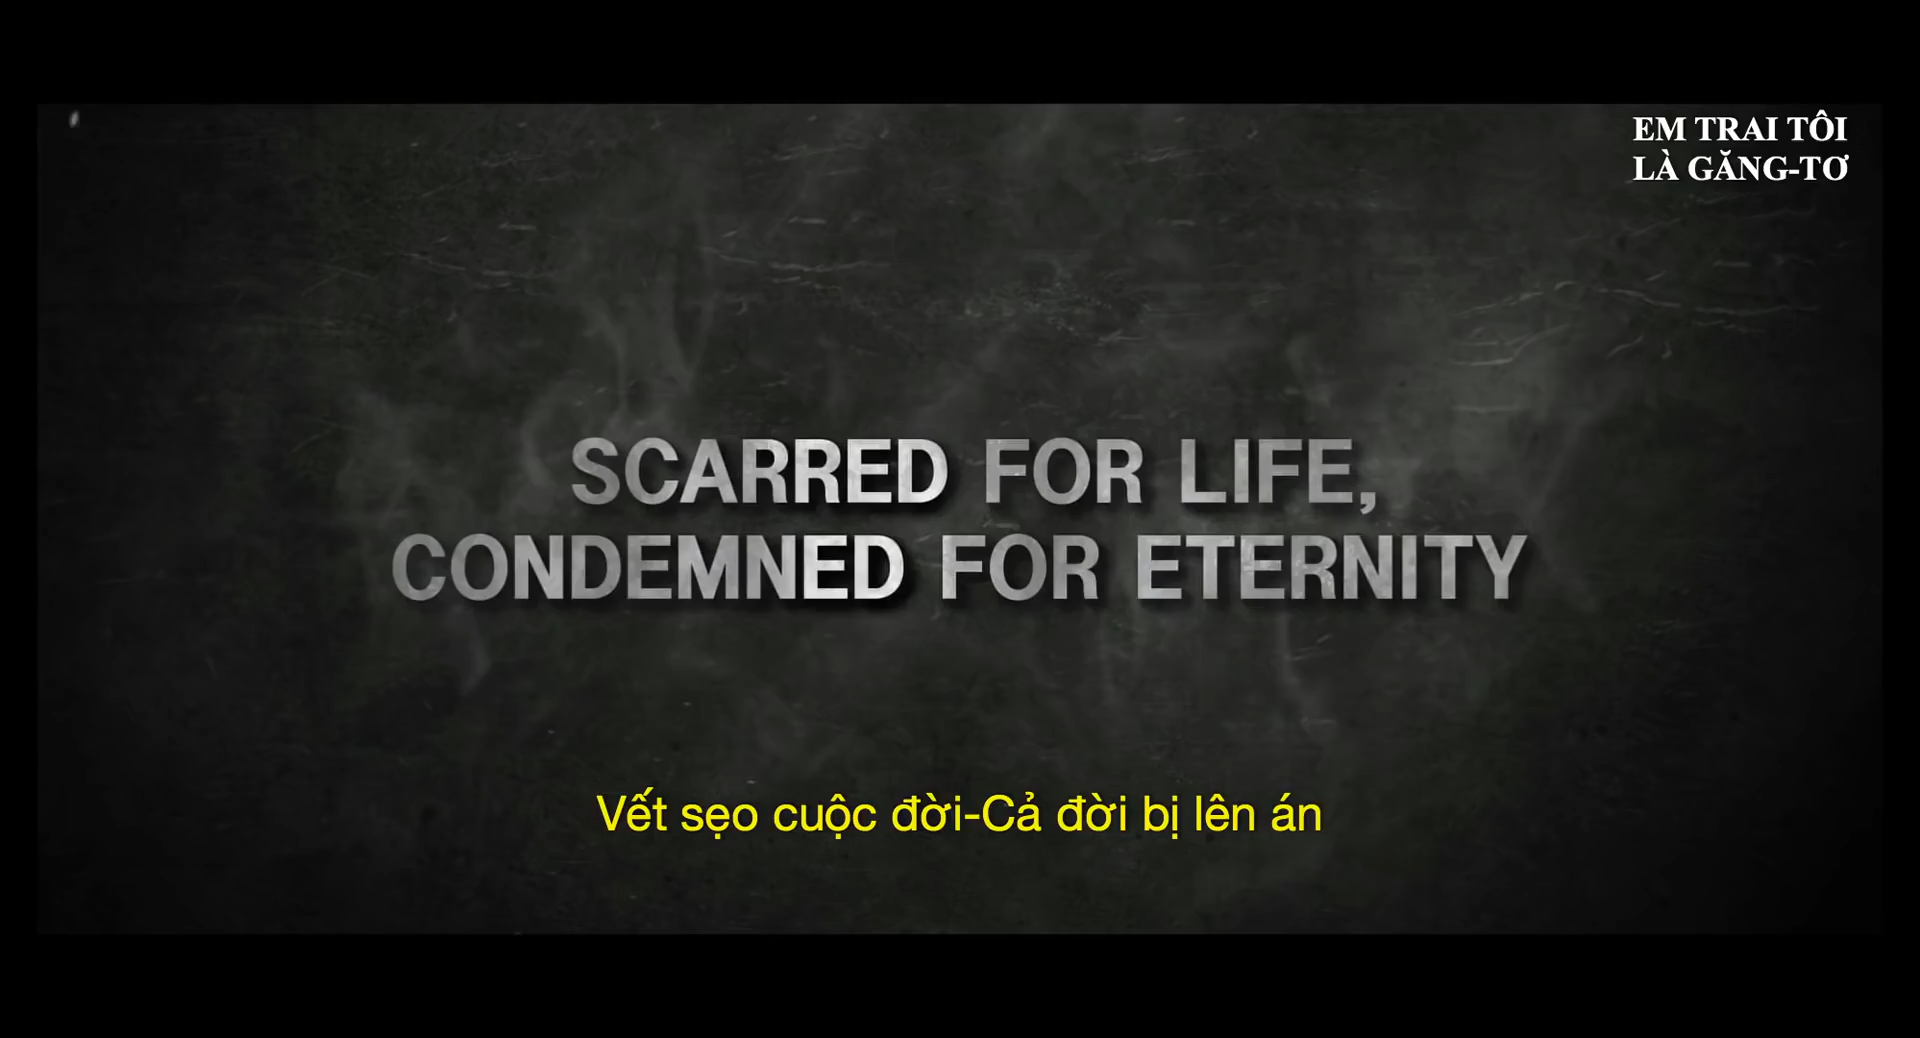 EM TRAI TÔI
LÀ GĂNG-TƠ
SCARRED FOR LIFE,
CONDEMNED FOR ETERNITY
Vết sẹo cuộc đời-Cả đời bị lên án